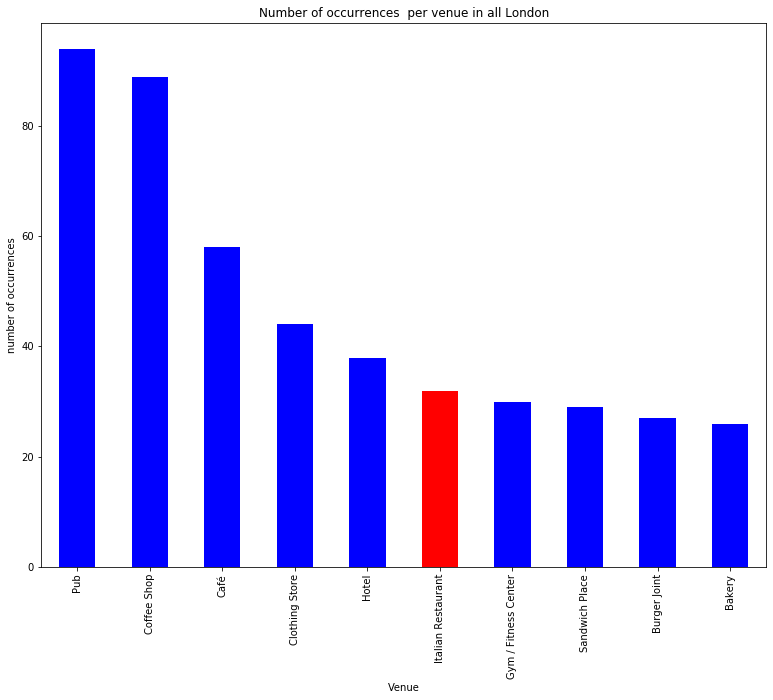 Number of occurrences  per venue in all London
number of occurrences
80
60
40
20
0
Pub
Coffee Shop
Café
Clothing Store
Hotel
Italian Restaurant
Gym / Fitness Center
Sandwich Place
Burger Joint
Bakery
Venue